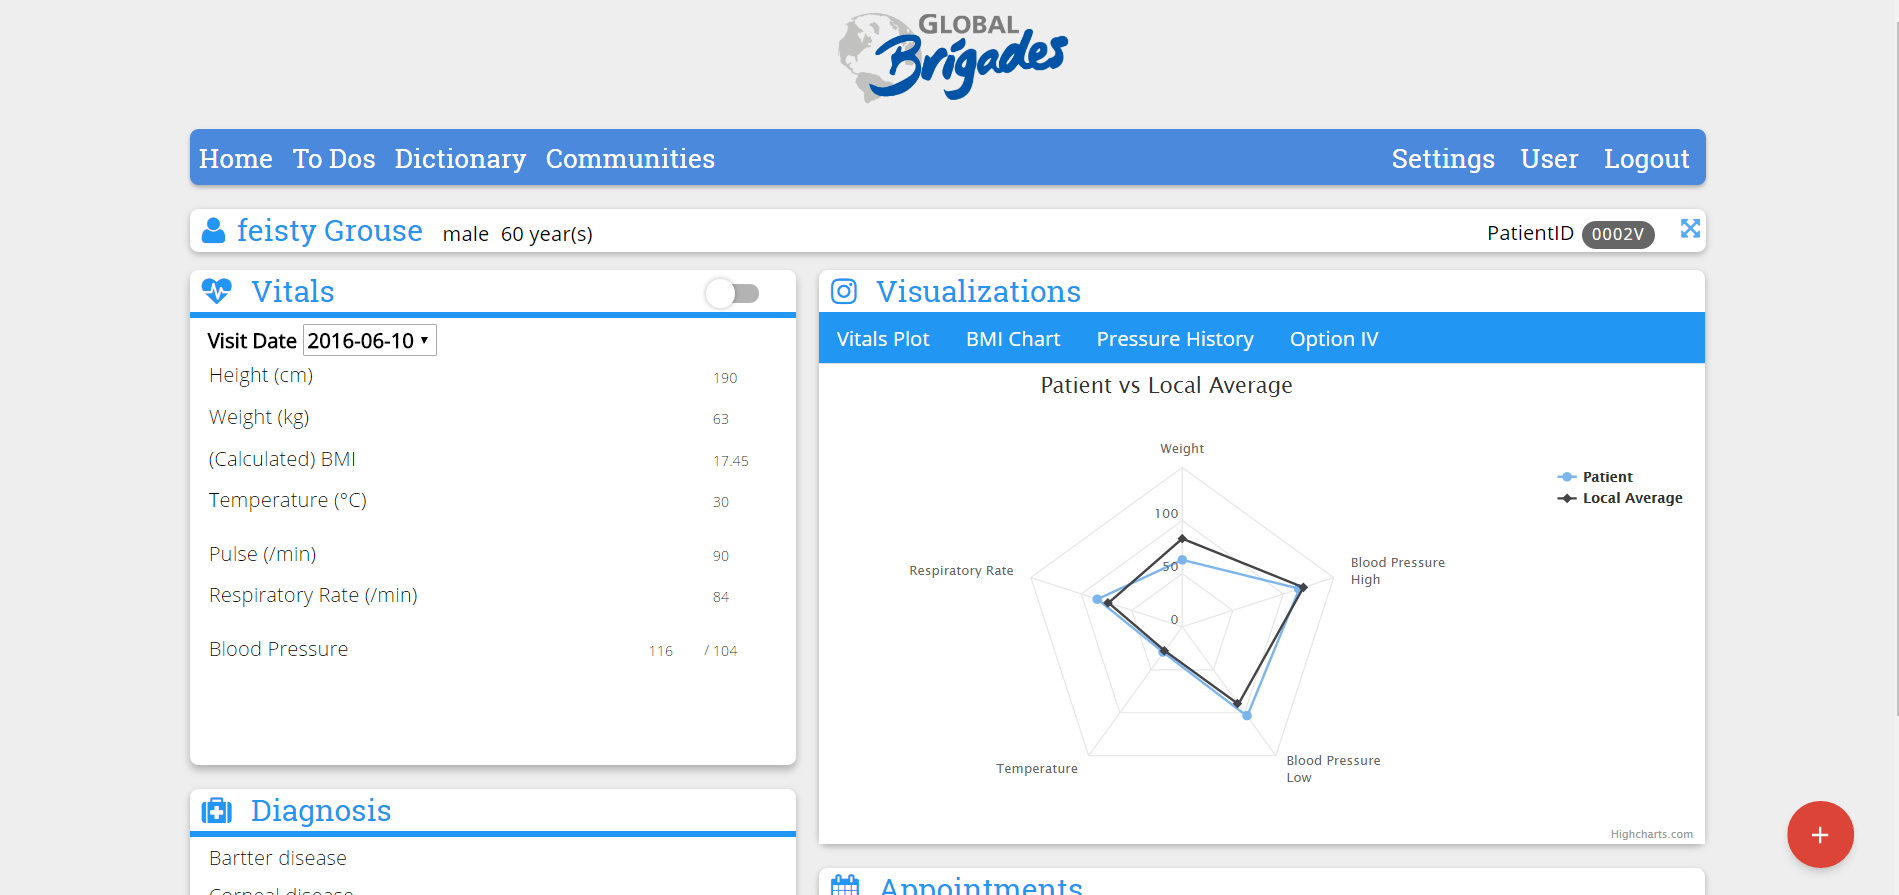 GLOBAL
Brigades
Home To Dos Dictionary Communities Settings User Logout
feisty Grouse male 60 year(s) PatientID 0002V
Vitals
Visit Date 2016-06-10
Height (cm) 190
Weight (kg) 63
(Calculated) BMI 17.45
Temperature (°C) 30
Pulse (/min) 90
Respiratory Rate (/min) 84
Blood Pressure 116 / 104
Diagnosis
Bartter disease
Corneal disease
Visualizations
Vitals Plot BMI Chart Pressure History Option IV
Patient vs Local Average
Weight
100
50
0
Blood Pressure
High
Blood Pressure
Low
Temperature
Respiratory Rate
Patient
Local Average
Highcharts.com
Appointments
+